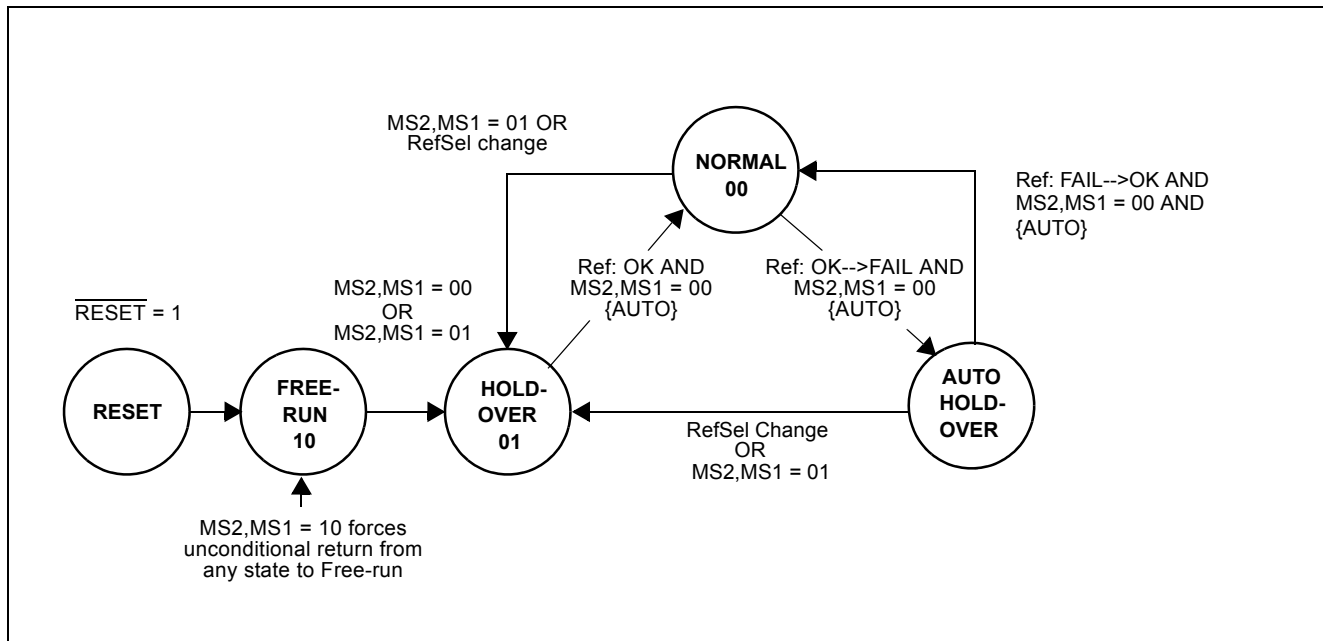 MS2,MS1 = 01 OR
RefSel change
NORMAL
00
Ref: FAIL-->OK AND
MS2,MS1 = 00 AND
{AUTO}
Ref: OK AND
MS2,MS1 = 00
{AUTO}
Ref: OK-->FAIL AND
MS2,MS1 = 00
{AUTO}
RESET = 1
MS2,MS1 = 00
OR
MS2,MS1 = 01
RESET
FREE-
RUN
10
HOLD-
OVER
01
AUTO
HOLD-
OVER
RefSel Change
OR
MS2,MS1 = 01
MS2,MS1 = 10 forces
unconditional return from
any state to Free-run